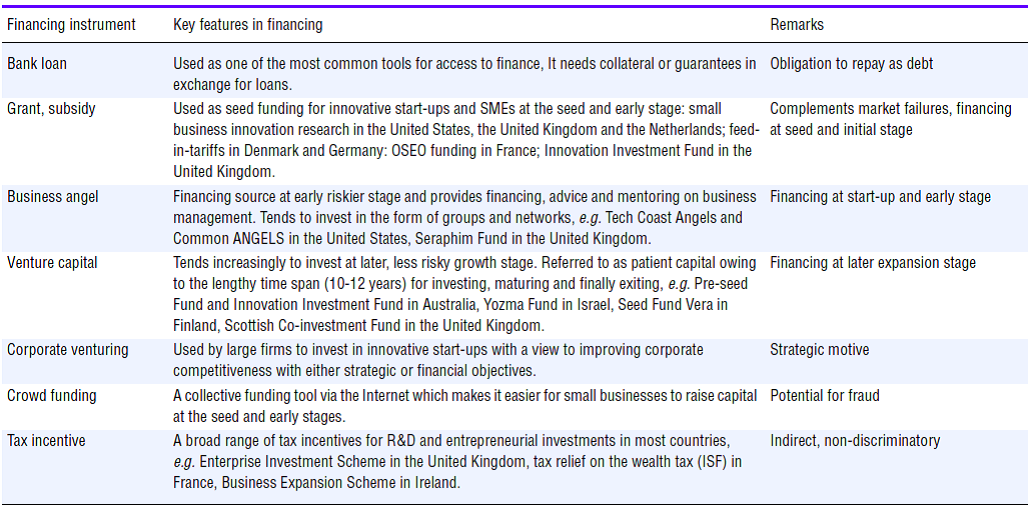 Financing instrument Key features in financing Remarks
Bank loan Used as one of the most common tools for access to finance, It needs collateral or guarantees in Obligation to repay as debt
exchange for loans.
Grant, subsidy Used as seed funding for innovative start-ups and SMEs at the seed and early stage: small Complements market failures, financing
business innovation research in the United States, the United Kingdom and the Netherlands; feed- at seed and initial stage
in-tariffs in Denmark and Germany: OSEO funding in France; Innovation Investment Fund in the
United Kingdom.
Business angel Financing source at early riskier stage and provides financing, advice and mentoring on business Financing at start-up and early stage
management. Tends to invest in the form of groups and networks, e.g. Tech Coast Angels and
Common ANGELS in the United States, Seraphim Fund in the United Kingdom.
Venture capital Tends increasingly to invest at later, less risky growth stage. Referred to as patient capital owing Financing at later expansion stage
to the lengthy time span (10-12 years) for investing, maturing and finally exiting, e.g. Pre-seed
Fund and Innovation Investment Fund in Australia, Yozma Fund in Israel, Seed Fund Vera in
Finland, Scottish Co-investment Fund in the United Kingdom.
Corporate venturing Used by large firms to invest in innovative start-ups with a view to improving corporate Strategic motive
competitiveness with either strategic or financial objectives.
Crowd funding A collective funding tool via the Internet which makes it easier for small businesses to raise capital Potential for fraud
at the seed and early stages.
Tax incentive A broad range of tax incentives for R&D and entrepreneurial investments in most countries, Indirect, non-discriminatory
e.g. Enterprise Investment Scheme in the United Kingdom, tax relief on the wealth tax (ISF) in
France, Business Expansion Scheme in Ireland.